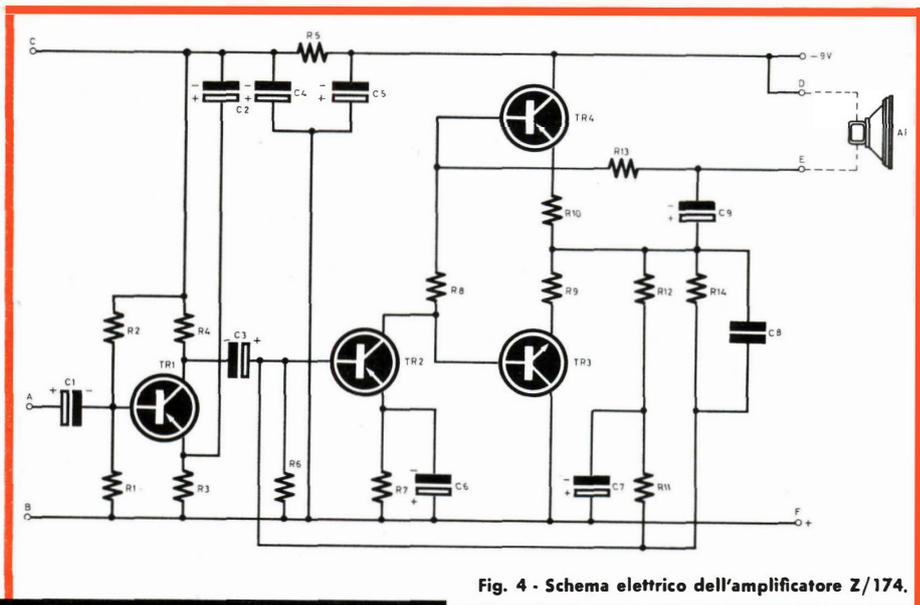 C
R5
−9V
D
− + C2
− + C4
− + C5
TR4
R13
E
R10
− + C9
R8
R9
R12
R14
C8
R2
R4
− C3 +
TR1
TR2
TR3
A
+ C1 −
R1
R3
R6
R7
− + C6
− + C7
R11
B
F
+
Fig. 4 - Schema elettrico dell'amplificatore Z/174.